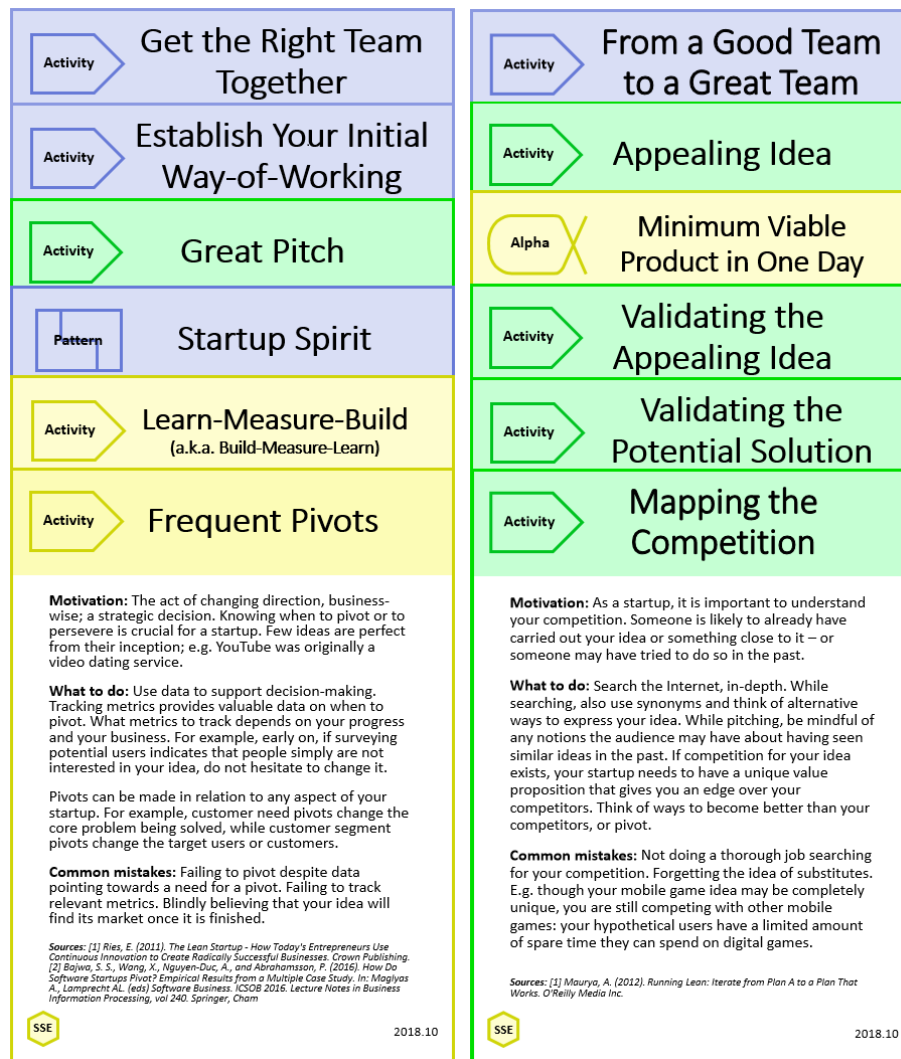 Activity
Get the Right Team
Together
Activity
Establish Your Initial
Way-of-Working
Activity
Great Pitch
Pattern
Startup Spirit
Activity
Learn-Measure-Build
(a.k.a. Build-Measure-Learn)
Activity
Frequent Pivots
Motivation: The act of changing direction, business-
wise; a strategic decision. Knowing when to pivot or to
persevere is crucial for a startup. Few ideas are perfect
from their inception; e.g. YouTube was originally a
video dating service.
What to do: Use data to support decision-making.
Tracking metrics provides valuable data on when to
pivot. What metrics to track depends on your progress
and your business. For example, early on, if surveying
potential users indicates that people simply are not
interested in your idea, do not hesitate to change it.
Pivots can be made in relation to any aspect of your
startup. For example, customer need pivots change the
core problem being solved, while customer segment
pivots change the target users or customers.
Common mistakes: Failing to pivot despite data
pointing towards a need for a pivot. Failing to track
relevant metrics. Blindly believing that your idea will
find its market once it is finished.
Sources: [1] Ries, E. (2011). The Lean Startup - How Today's Entrepreneurs Use
Continuous Innovation to Create Radically Successful Businesses. Crown Publishing.
[2] Bajwa, S. S., Wang, X., Nguyen-Duc, A., and Abrahamsson, P. (2016). How Do
Software Startups Pivot? Empirical Results from a Multiple Case Study. In: Maglyas
A., Lamprecht AL. (eds) Software Business. ICSOB 2016. Lecture Notes in Business
Information Processing, vol 240. Springer, Cham
SSE
2018.10
Activity
From a Good Team
to a Great Team
Activity
Appealing Idea
Alpha
Minimum Viable
Product in One Day
Activity
Validating the
Appealing Idea
Activity
Validating the
Potential Solution
Activity
Mapping the
Competition
Motivation: As a startup, it is important to understand
your competition. Someone is likely to already have
carried out your idea or something close to it – or
someone may have tried to do so in the past.
What to do: Search the Internet, in-depth. While
searching, also use synonyms and think of alternative
ways to express your idea. While pitching, be mindful of
any notions the audience may have about having seen
similar ideas in the past. If competition for your idea
exists, your startup needs to have a unique value
proposition that gives you an edge over your
competitors. Think of ways to become better than your
competitors, or pivot.
Common mistakes: Not doing a thorough job searching
for your competition. Forgetting the idea of substitutes.
E.g. though your mobile game idea may be completely
unique, you are still competing with other mobile
games: your hypothetical users have a limited amount
of spare time they can spend on digital games.
Sources: [1] Maurya, A. (2012). Running Lean: Iterate from Plan A to a Plan That
Works. O'Reilly Media Inc.
SSE
2018.10